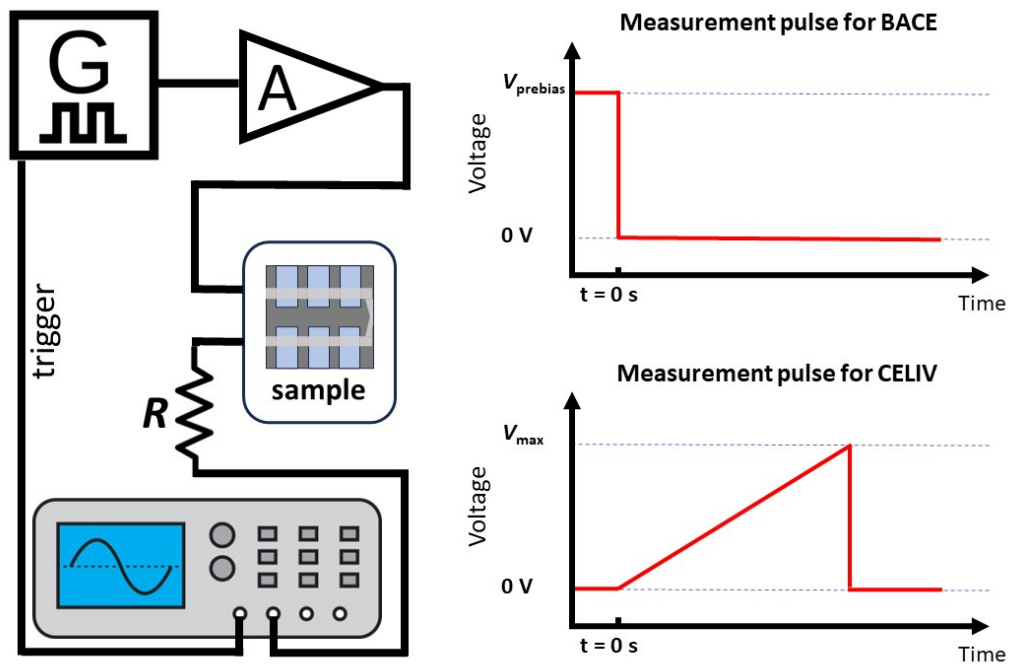 G
A
trigger
sample
R
Measurement pulse for BACE
Voltage
Vprebias
0 V
t = 0 s
Time
Measurement pulse for CELIV
Voltage
Vmax
0 V
t = 0 s
Time